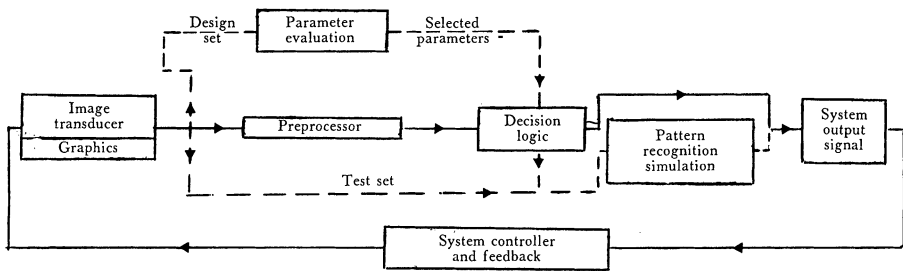 Design
set
Parameter
evaluation
Selected
parameters
Image
transducer
Graphics
Preprocessor
Decision
logic
Pattern
recognition
simulation
System
output
signal
Test set
System controller
and feedback